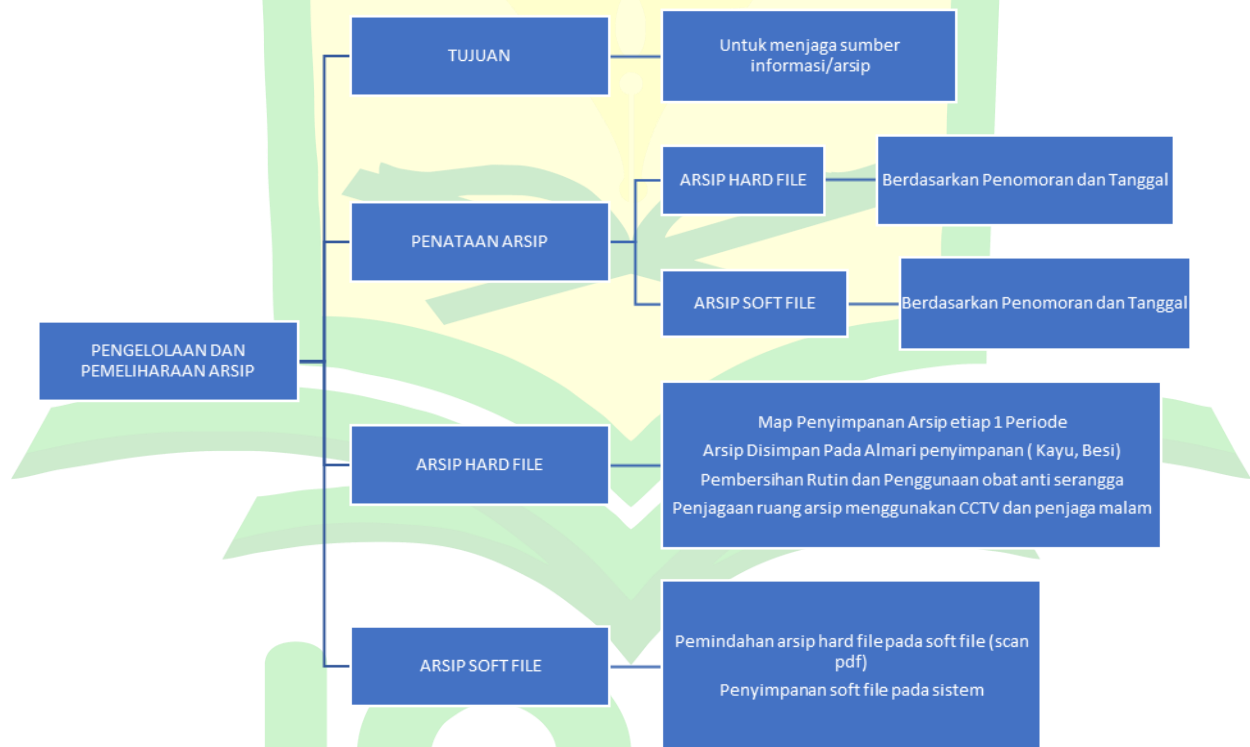 TUJUAN
Untuk menjaga sumber
informasi/arsip
PENATAAN ARSIP
ARSIP HARD FILE
Berdasarkan Penomoran dan Tanggal
ARSIP SOFT FILE
Berdasarkan Penomoran dan Tanggal
PENGELOLAAN DAN
PEMELIHARAAN ARSIP
ARSIP HARD FILE
Map Penyimpanan Arsip etiap 1 Periode
Arsip Disimpan Pada Almari penyimpanan ( Kayu, Besi)
Pembersihan Rutin dan Penggunaan obat anti serangga
Penjagaan ruang arsip menggunakan CCTV dan penjaga malam
ARSIP SOFT FILE
Pemindahan arsip hard file pada soft file (scan
pdf)
Penyimpanan soft file pada sistem